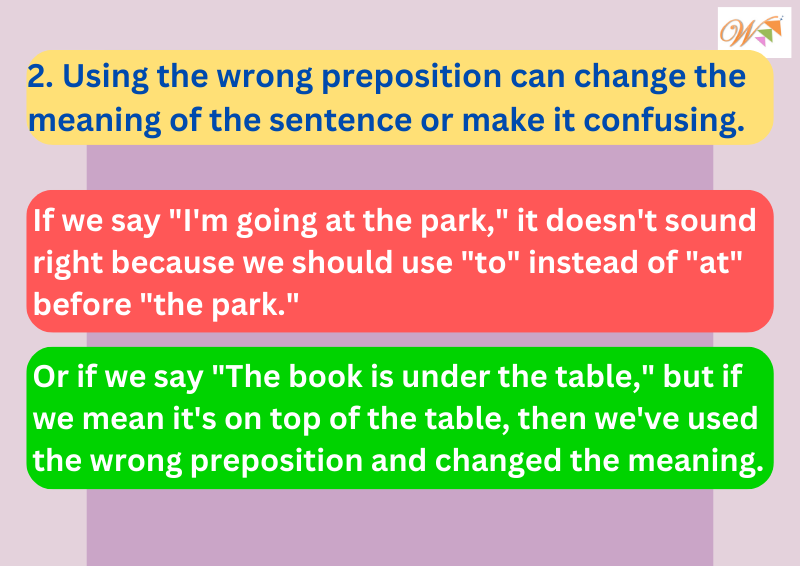 W
2. Using the wrong preposition can change the
meaning of the sentence or make it confusing.
If we say "I'm going at the park," it doesn't sound
right because we should use "to" instead of "at"
before "the park."
Or if we say "The book is under the table," but if
we mean it's on top of the table, then we've used
the wrong preposition and changed the meaning.